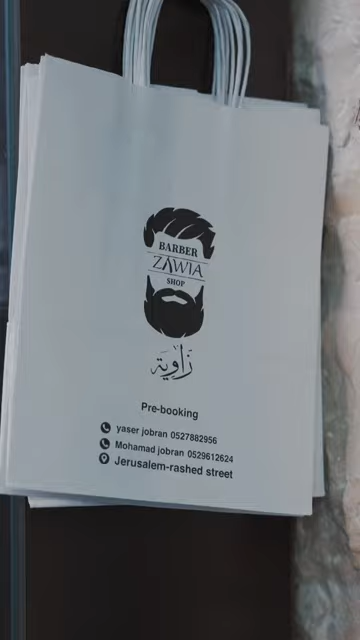 BARBER
ZAWIA
SHOP
زاوية
Pre-booking
yaser jobran 0527882956
Mohamad jobran 0529612624
Jerusalem-rashed street